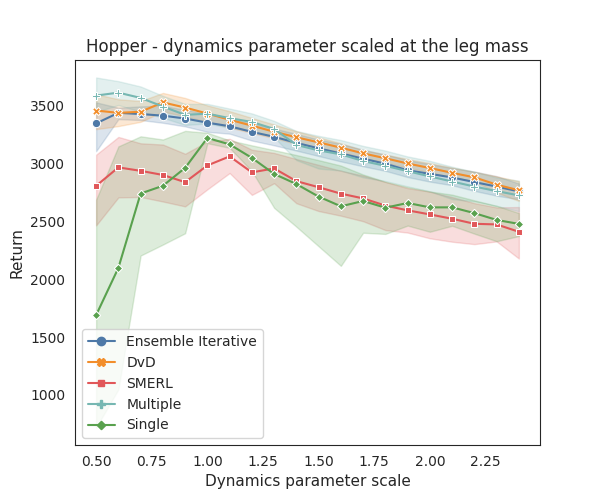 Hopper - dynamics parameter scaled at the leg mass
3500
3000
2500
2000
1500
1000
Return
Ensemble Iterative
DvD
SMERL
Multiple
Single
0.50 0.75 1.00 1.25 1.50 1.75 2.00 2.25
Dynamics parameter scale